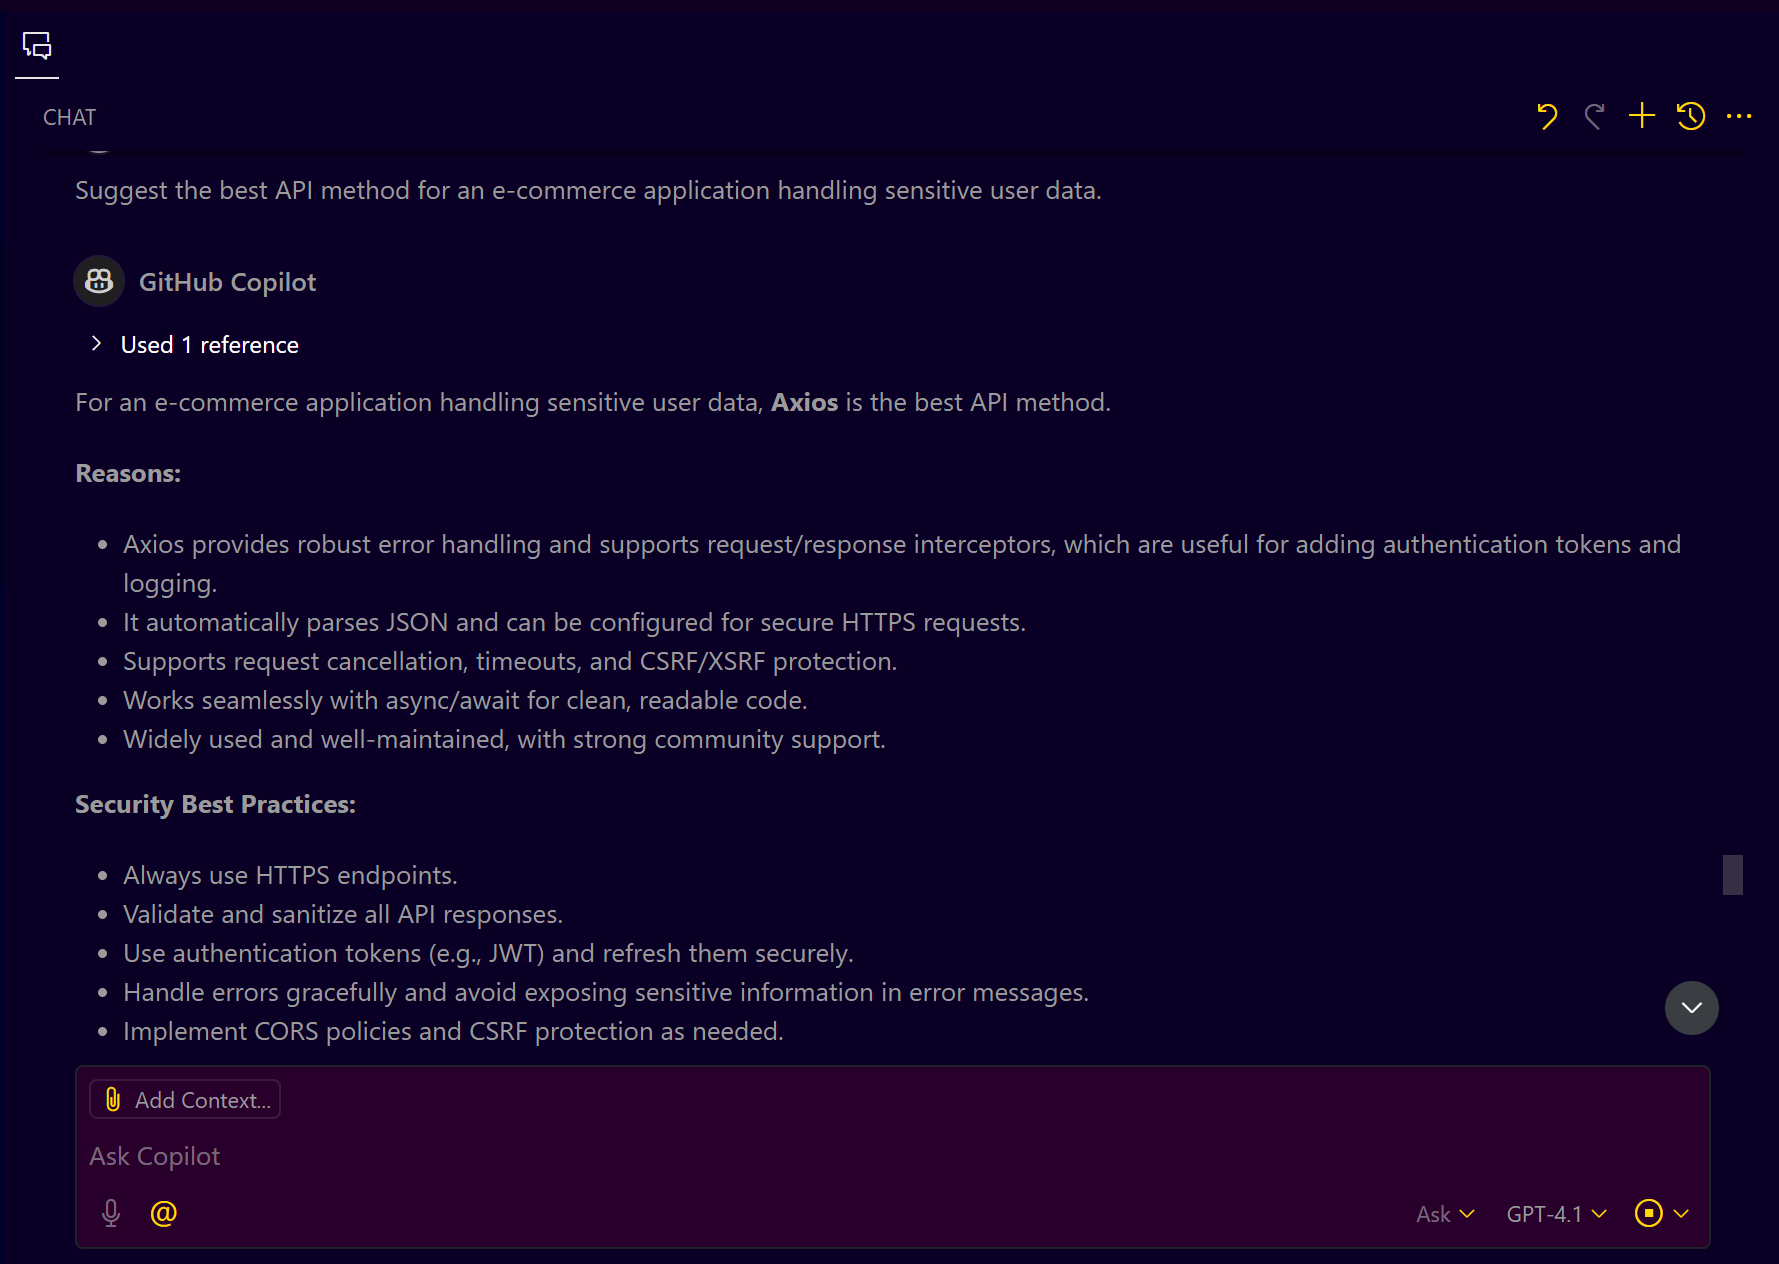 CHAT
Suggest the best API method for an e-commerce application handling sensitive user data.
GitHub Copilot
Used 1 reference
For an e-commerce application handling sensitive user data, Axios is the best API method.
Reasons:
Axios provides robust error handling and supports request/response interceptors, which are useful for adding authentication tokens and
logging.
It automatically parses JSON and can be configured for secure HTTPS requests.
Supports request cancellation, timeouts, and CSRF/XSRF protection.
Works seamlessly with async/await for clean, readable code.
Widely used and well-maintained, with strong community support.
Security Best Practices:
Always use HTTPS endpoints.
Validate and sanitize all API responses.
Use authentication tokens (e.g., JWT) and refresh them securely.
Handle errors gracefully and avoid exposing sensitive information in error messages.
Implement CORS policies and CSRF protection as needed.
Add Context...
Ask Copilot
@ Ask GPT-4.1